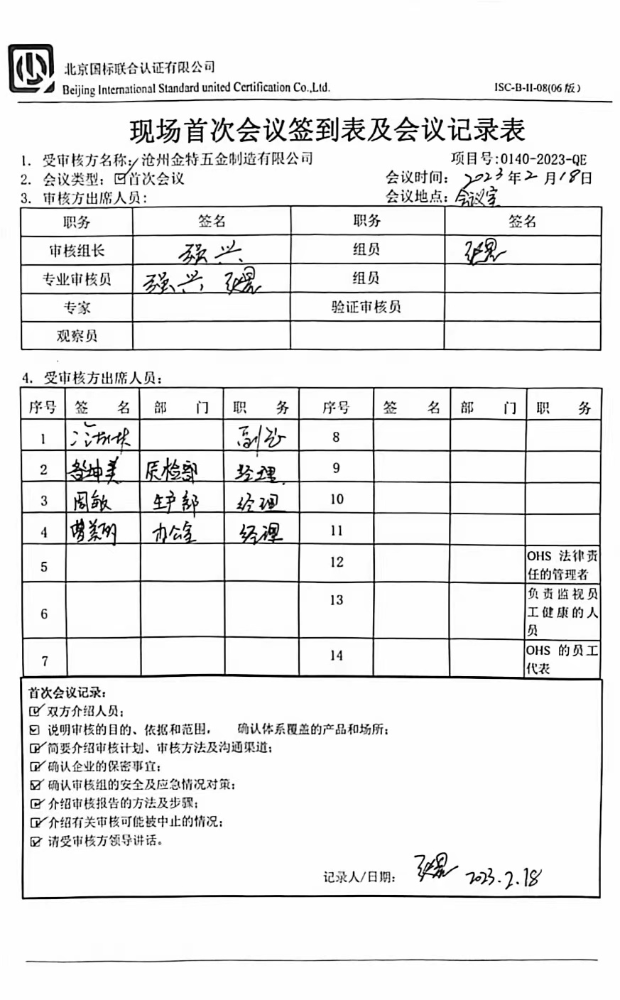 北京国标联合认证有限公司
Beijing International Standard united Certification Co.,Ltd. ISC-B-II-08(06版)
现场首次会议签到表及会议记录表
1. 受审核方名称:沧州金特五金制造有限公司 项目号:0140-2023-QE
2. 会议类型:☑首次会议 会议时间: 2023年2月18日
3. 审核方出席人员: 会议地点:会议室
职务 签名 职务 签名
审核组长 强兴 组员
专业审核员 强兴 组员
专家 验证审核员
观察员
4. 受审核方出席人员:
序号 签 名 部 门 职 务 序号 签 名 部 门 职 务
1 副总 8
2 质检部 经理 9
3 周敏 生产部 经理 10
4 办公室 经理 11
5 12 OHS 法律责
任的管理者
6 13 负责监视员
工健康的人
员
7 14 OHS 的员工
代表
首次会议记录:
☑双方介绍人员;
☑ 说明审核的目的、依据和范围, 确认体系覆盖的产品和场所;
☑简要介绍审核计划、审核方法及沟通渠道;
☑确认企业的保密事宜;
☑ 确认审核组的安全及应急情况对策;
☑ 介绍审核报告的方法及步骤;
☑介绍有关审核可能被中止的情况;
☑ 请受审核方领导讲话。
记录人/日期: 2023.2.18